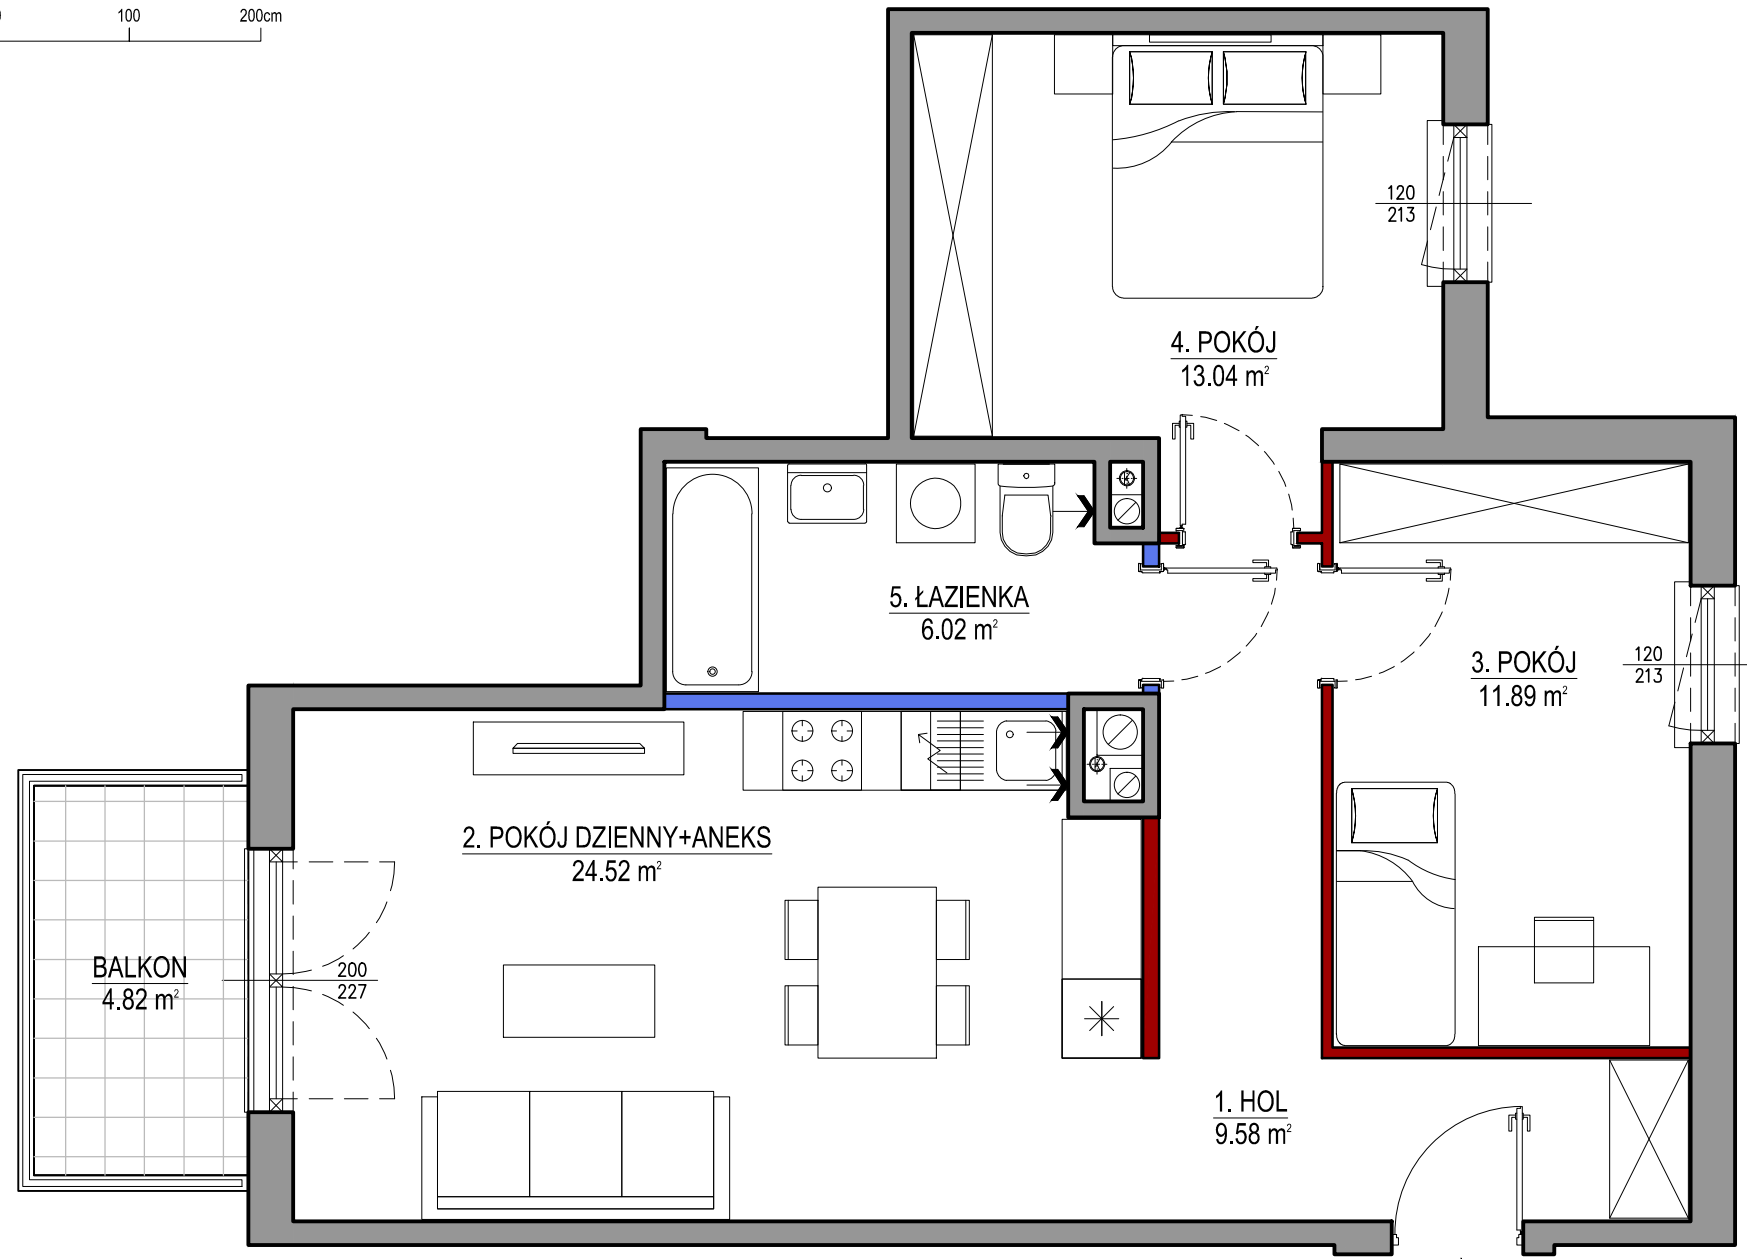 100 200cm
120
213
4. POKÓJ
13.04 m²
5. ŁAZIENKA
6.02 m²
3. POKÓJ
11.89 m²
120
213
2. POKÓJ DZIENNY+ANEKS
24.52 m²
BALKON
4.82 m²
200
227
1. HOL
9.58 m²